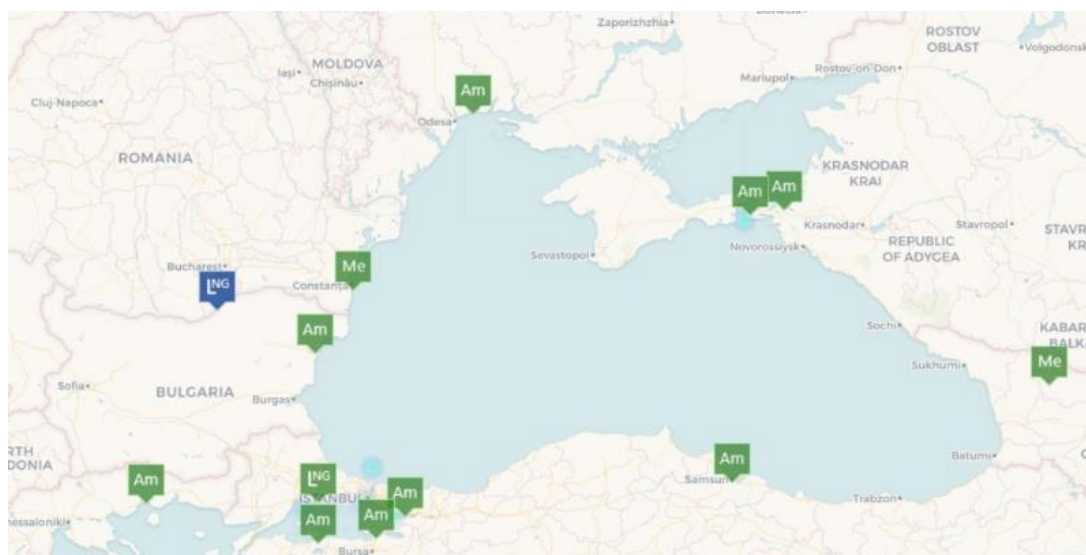 Zaporizhzhia
ROSTOV
OBLAST
Volgodonsk
MOLDOVA
Iași
Chișinău
Mariupol
Rostov-on-Don
Cluj-Napoca
Am
Odesa
ROMANIA
KRASNODAR
KRAI
Am
Am
Krasnodar
Stavropol
Novorossiysk
REPUBLIC
OF ADYGEA
Sevastopol
Bucharest
Me
LNG
Constanța
Am
Sochi
Sukhumi
Me
Sofia
BULGARIA
Burgas
Am
LNG
ISTANBUL
Am
Am
Am
Am
Samsun
Batumi
Trabzon
Bursa